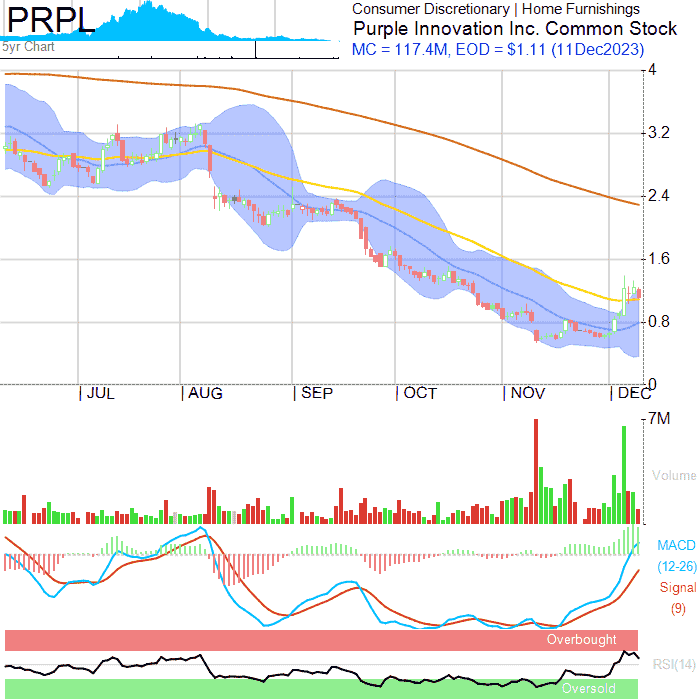 PRPL
5yr Chart
Consumer Discretionary | Home Furnishings
Purple Innovation Inc. Common Stock
MC = 117.4M, EOD = $1.11 (11Dec2023)
4
3.2
2.4
1.6
0.8
0
JUL AUG SEP OCT NOV DEC
7M
Volume
MACD
(12-26)
Signal
(9)
Overbought
RSI(14)
Oversold